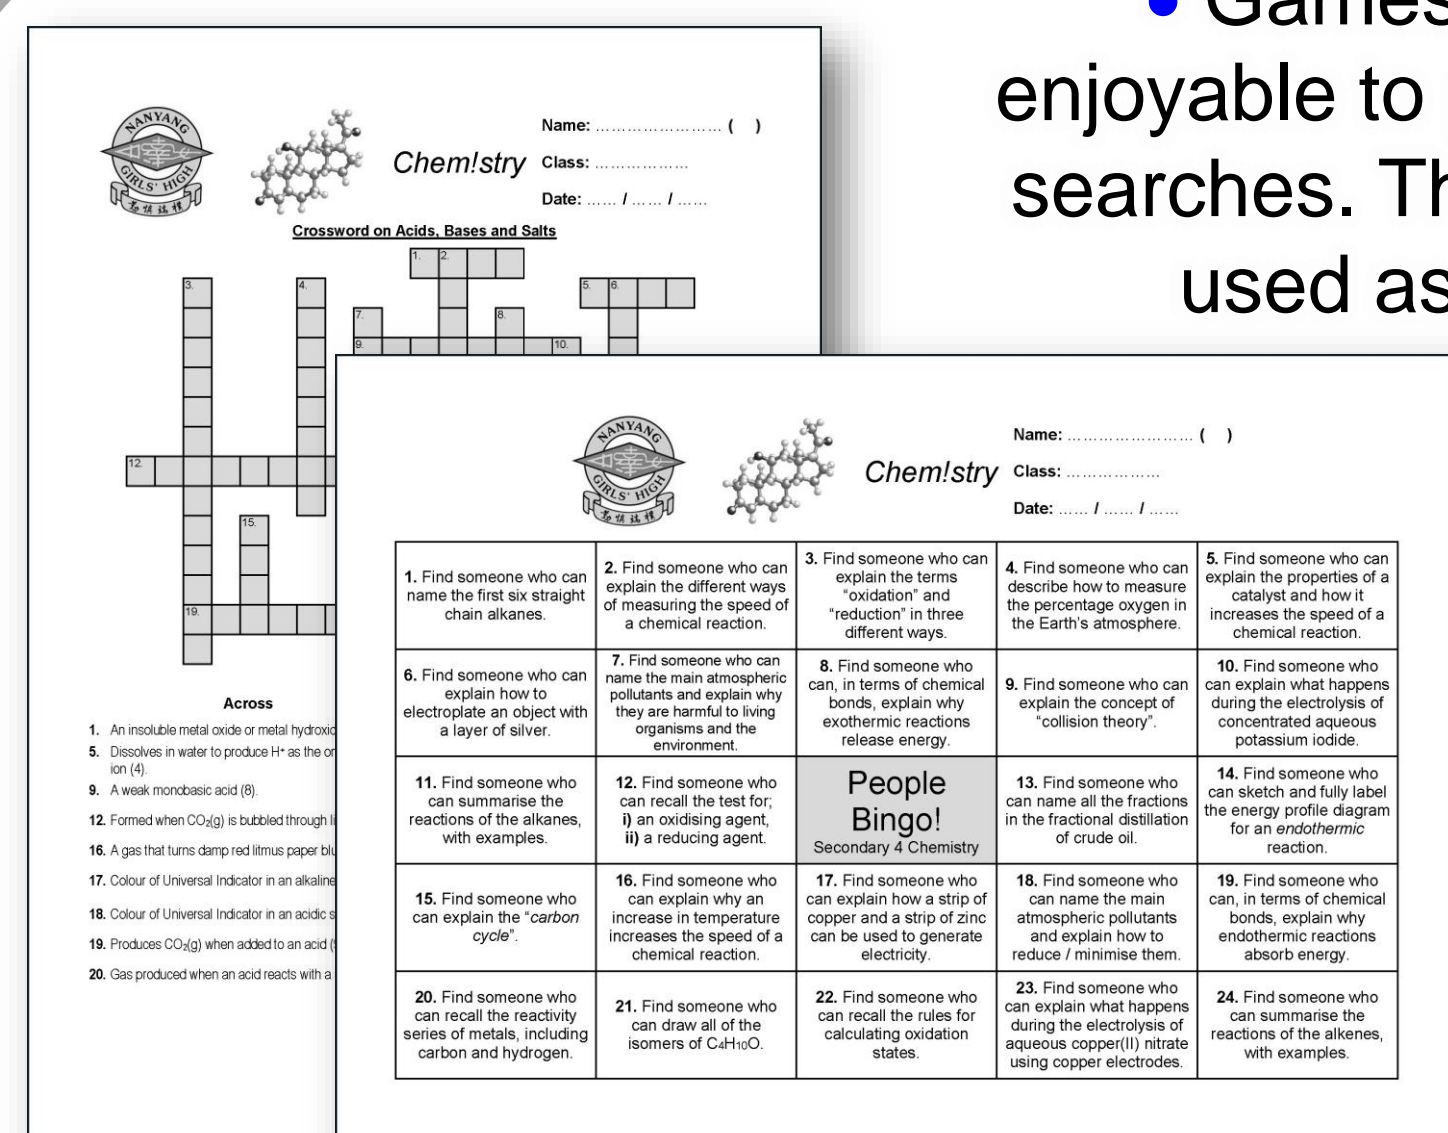 • Games
enjoyable to
searches. Th
used as
NANYANG
GIRLS' HIGH
Chem!stry
Name: ........................ ( )
Class: ..................
Date: ...... / ...... / ......
Crossword on Acids, Bases and Salts
1. 2.
3. 4. 5. 6.
7. 8.
9. 10.
12.
15.
19.
Across
1. An insoluble metal oxide or metal hydroxid
5. Dissolves in water to produce H⁺ as the on
ion (4).
9. A weak monobasic acid (8).
12. Formed when CO₂(g) is bubbled through li
16. A gas that turns damp red litmus paper blu
17. Colour of Universal Indicator in an alkaline
18. Colour of Universal Indicator in an acidic s
19. Produces CO₂(g) when added to an acid (
20. Gas produced when an acid reacts with a
NANYANG
GIRLS' HIGH
Chem!stry
Name: ........................ ( )
Class: ..................
Date: ...... / ...... / ......
1. Find someone who can
name the first six straight
chain alkanes.
2. Find someone who can
explain the different ways
of measuring the speed of
a chemical reaction.
3. Find someone who can
explain the terms
“oxidation” and
“reduction” in three
different ways.
4. Find someone who can
describe how to measure
the percentage oxygen in
the Earth’s atmosphere.
5. Find someone who can
explain the properties of a
catalyst and how it
increases the speed of a
chemical reaction.
6. Find someone who can
explain how to
electroplate an object with
a layer of silver.
7. Find someone who can
name the main atmospheric
pollutants and explain why
they are harmful to living
organisms and the
environment.
8. Find someone who
can, in terms of chemical
bonds, explain why
exothermic reactions
release energy.
9. Find someone who can
explain the concept of
“collision theory”.
10. Find someone who
can explain what happens
during the electrolysis of
concentrated aqueous
potassium iodide.
11. Find someone who
can summarise the
reactions of the alkanes,
with examples.
12. Find someone who
can recall the test for;
i) an oxidising agent,
ii) a reducing agent.
People
Bingo!
Secondary 4 Chemistry
13. Find someone who
can name all the fractions
in the fractional distillation
of crude oil.
14. Find someone who
can sketch and fully label
the energy profile diagram
for an endothermic
reaction.
15. Find someone who
can explain the “carbon
cycle”.
16. Find someone who
can explain why an
increase in temperature
increases the speed of a
chemical reaction.
17. Find someone who
can explain how a strip of
copper and a strip of zinc
can be used to generate
electricity.
18. Find someone who
can name the main
atmospheric pollutants
and explain how to
reduce / minimise them.
19. Find someone who
can, in terms of chemical
bonds, explain why
endothermic reactions
absorb energy.
20. Find someone who
can recall the reactivity
series of metals, including
carbon and hydrogen.
21. Find someone who
can draw all of the
isomers of C₄H₁₀O.
22. Find someone who
can recall the rules for
calculating oxidation
states.
23. Find someone who
can explain what happens
during the electrolysis of
aqueous copper(II) nitrate
using copper electrodes.
24. Find someone who
can summarise the
reactions of the alkenes,
with examples.